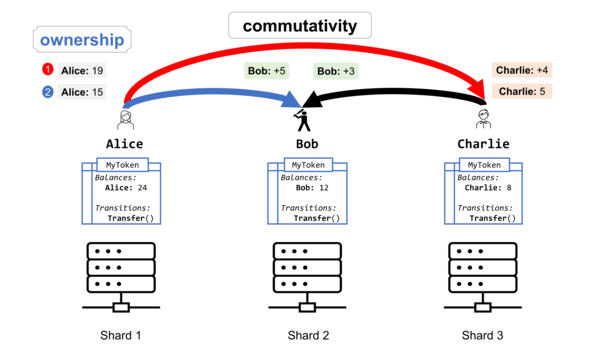 commutativity
ownership
1 Alice: 19
2 Alice: 15
Bob: +5
Bob: +3
Charlie: +4
Charlie: 5
Alice
Bob
Charlie
MyToken
Balances:
Alice: 24
Transitions:
Transfer()
MyToken
Balances:
Bob: 12
Transitions:
Transfer()
MyToken
Balances:
Charlie: 8
Transitions:
Transfer()
Shard 1
Shard 2
Shard 3